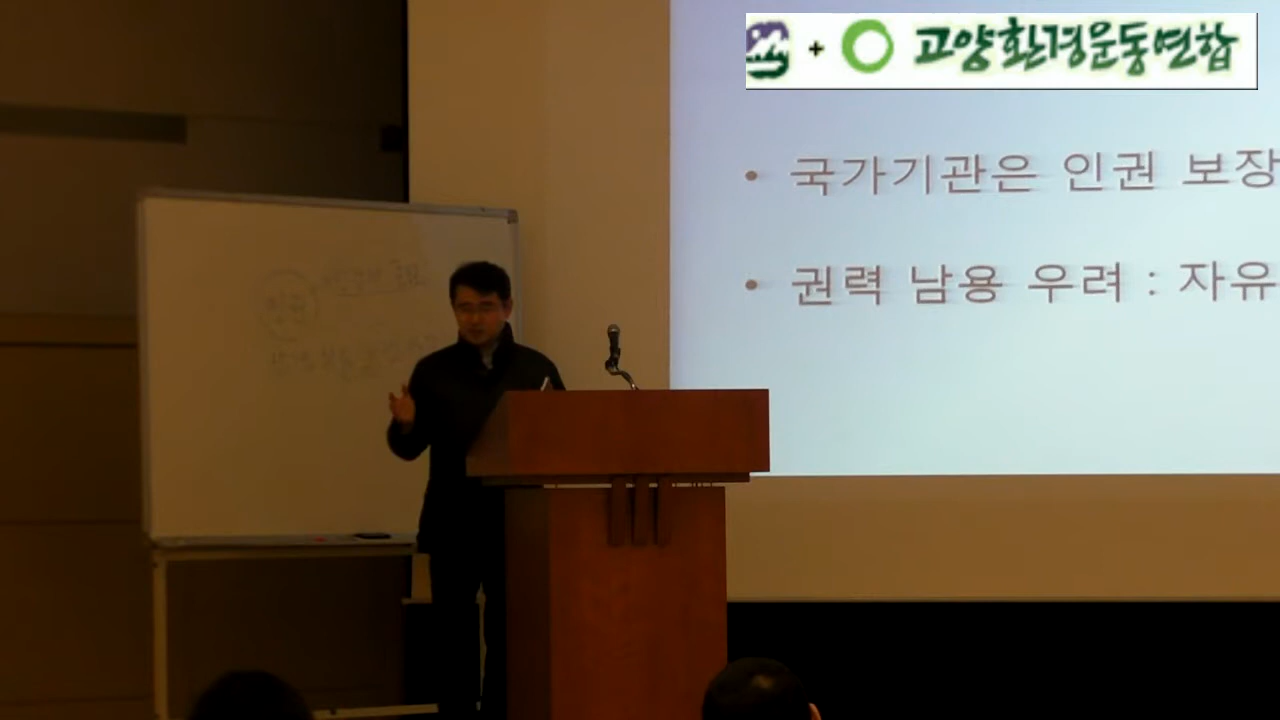 + 고양환경운동연합
• 국가기관은 인권 보장
• 권력 남용 우려 : 자유